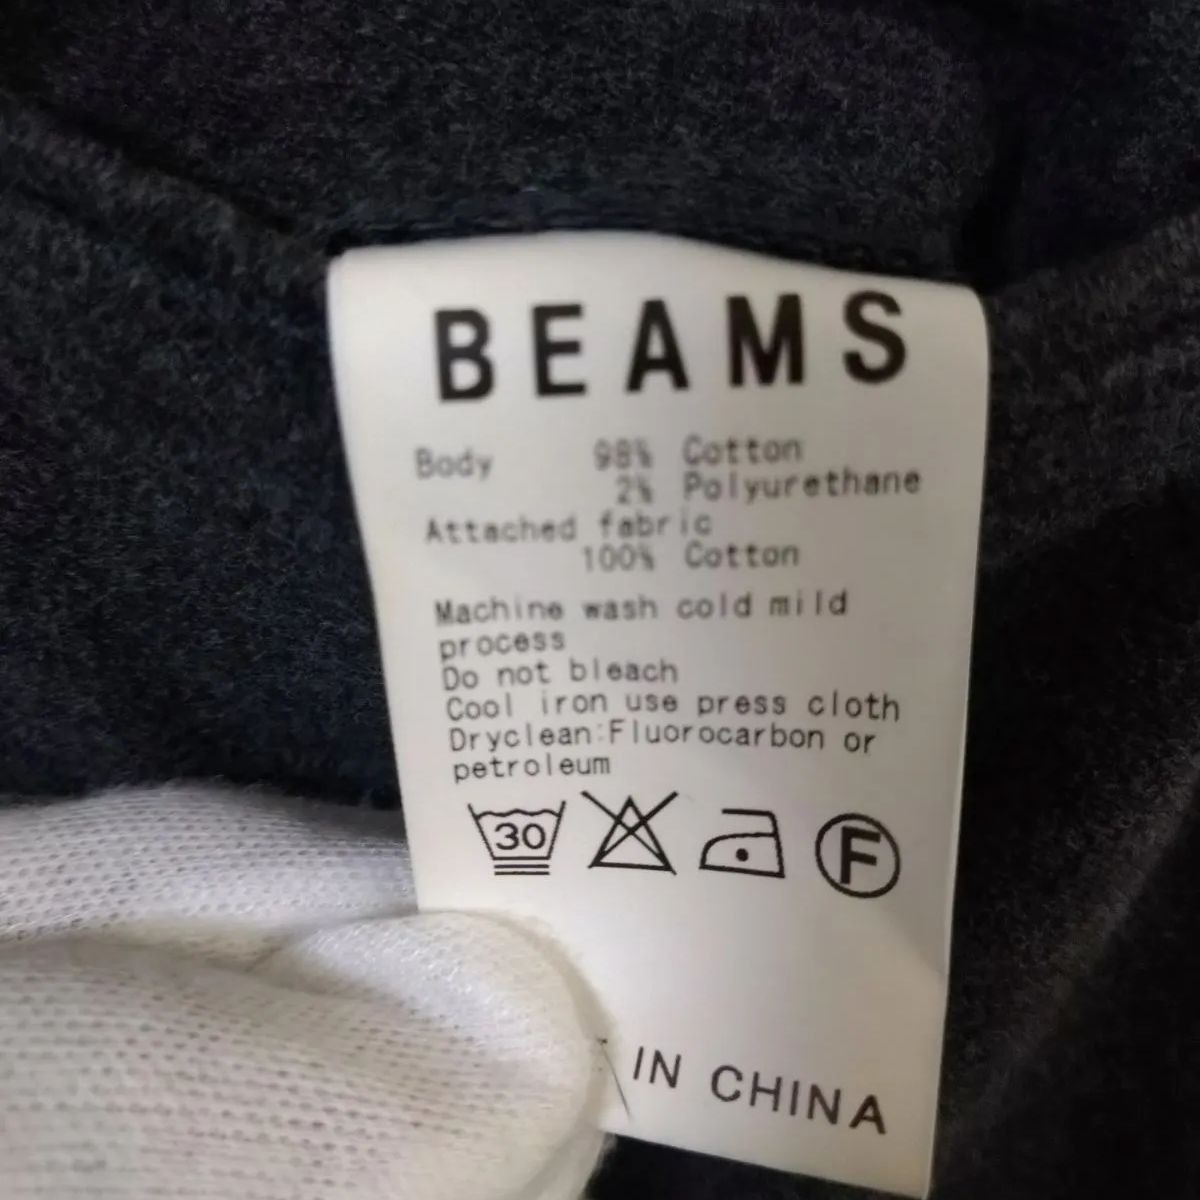 BEAMS
Body 98% Cotton
2% Polyurethane
Attached fabric
100% Cotton
Machine wash cold mild
process
Do not bleach
Cool iron use press cloth
Dryclean:Fluorocarbon or
petroleum
30 F
IN CHINA